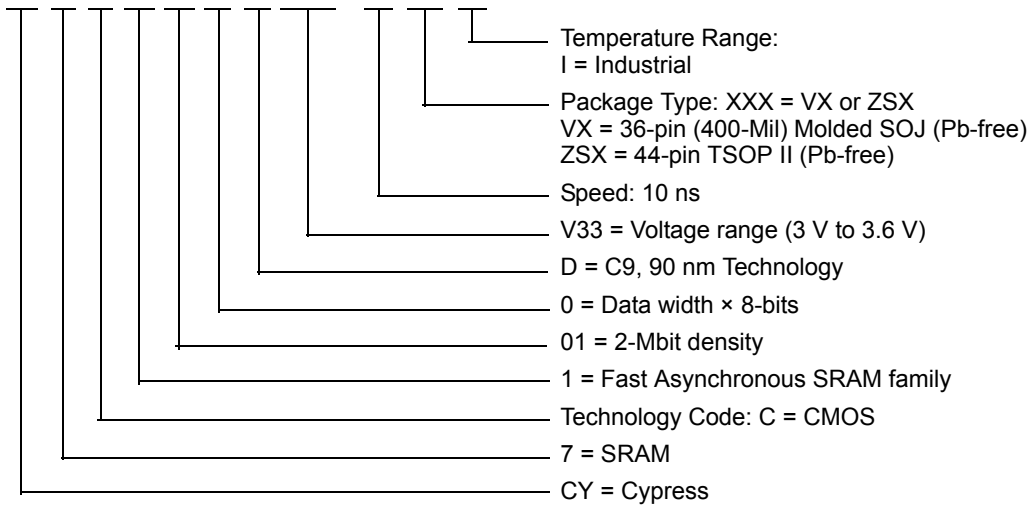 Temperature Range:
I = Industrial
Package Type: XXX = VX or ZSX
VX = 36-pin (400-Mil) Molded SOJ (Pb-free)
ZSX = 44-pin TSOP II (Pb-free)
Speed: 10 ns
V33 = Voltage range (3 V to 3.6 V)
D = C9, 90 nm Technology
0 = Data width × 8-bits
01 = 2-Mbit density
1 = Fast Asynchronous SRAM family
Technology Code: C = CMOS
7 = SRAM
CY = Cypress